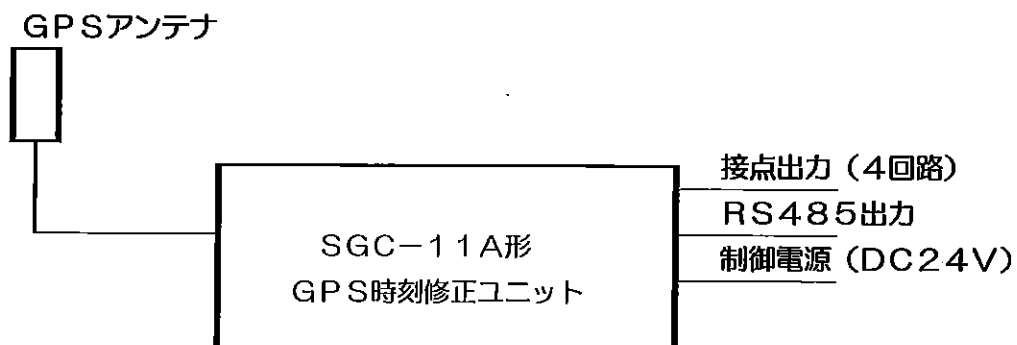 GPSアンテナ
接点出力（4回路）
RS485出力
制御電源（DC24V）
SGC－11A形
GPS時刻修正ユニット